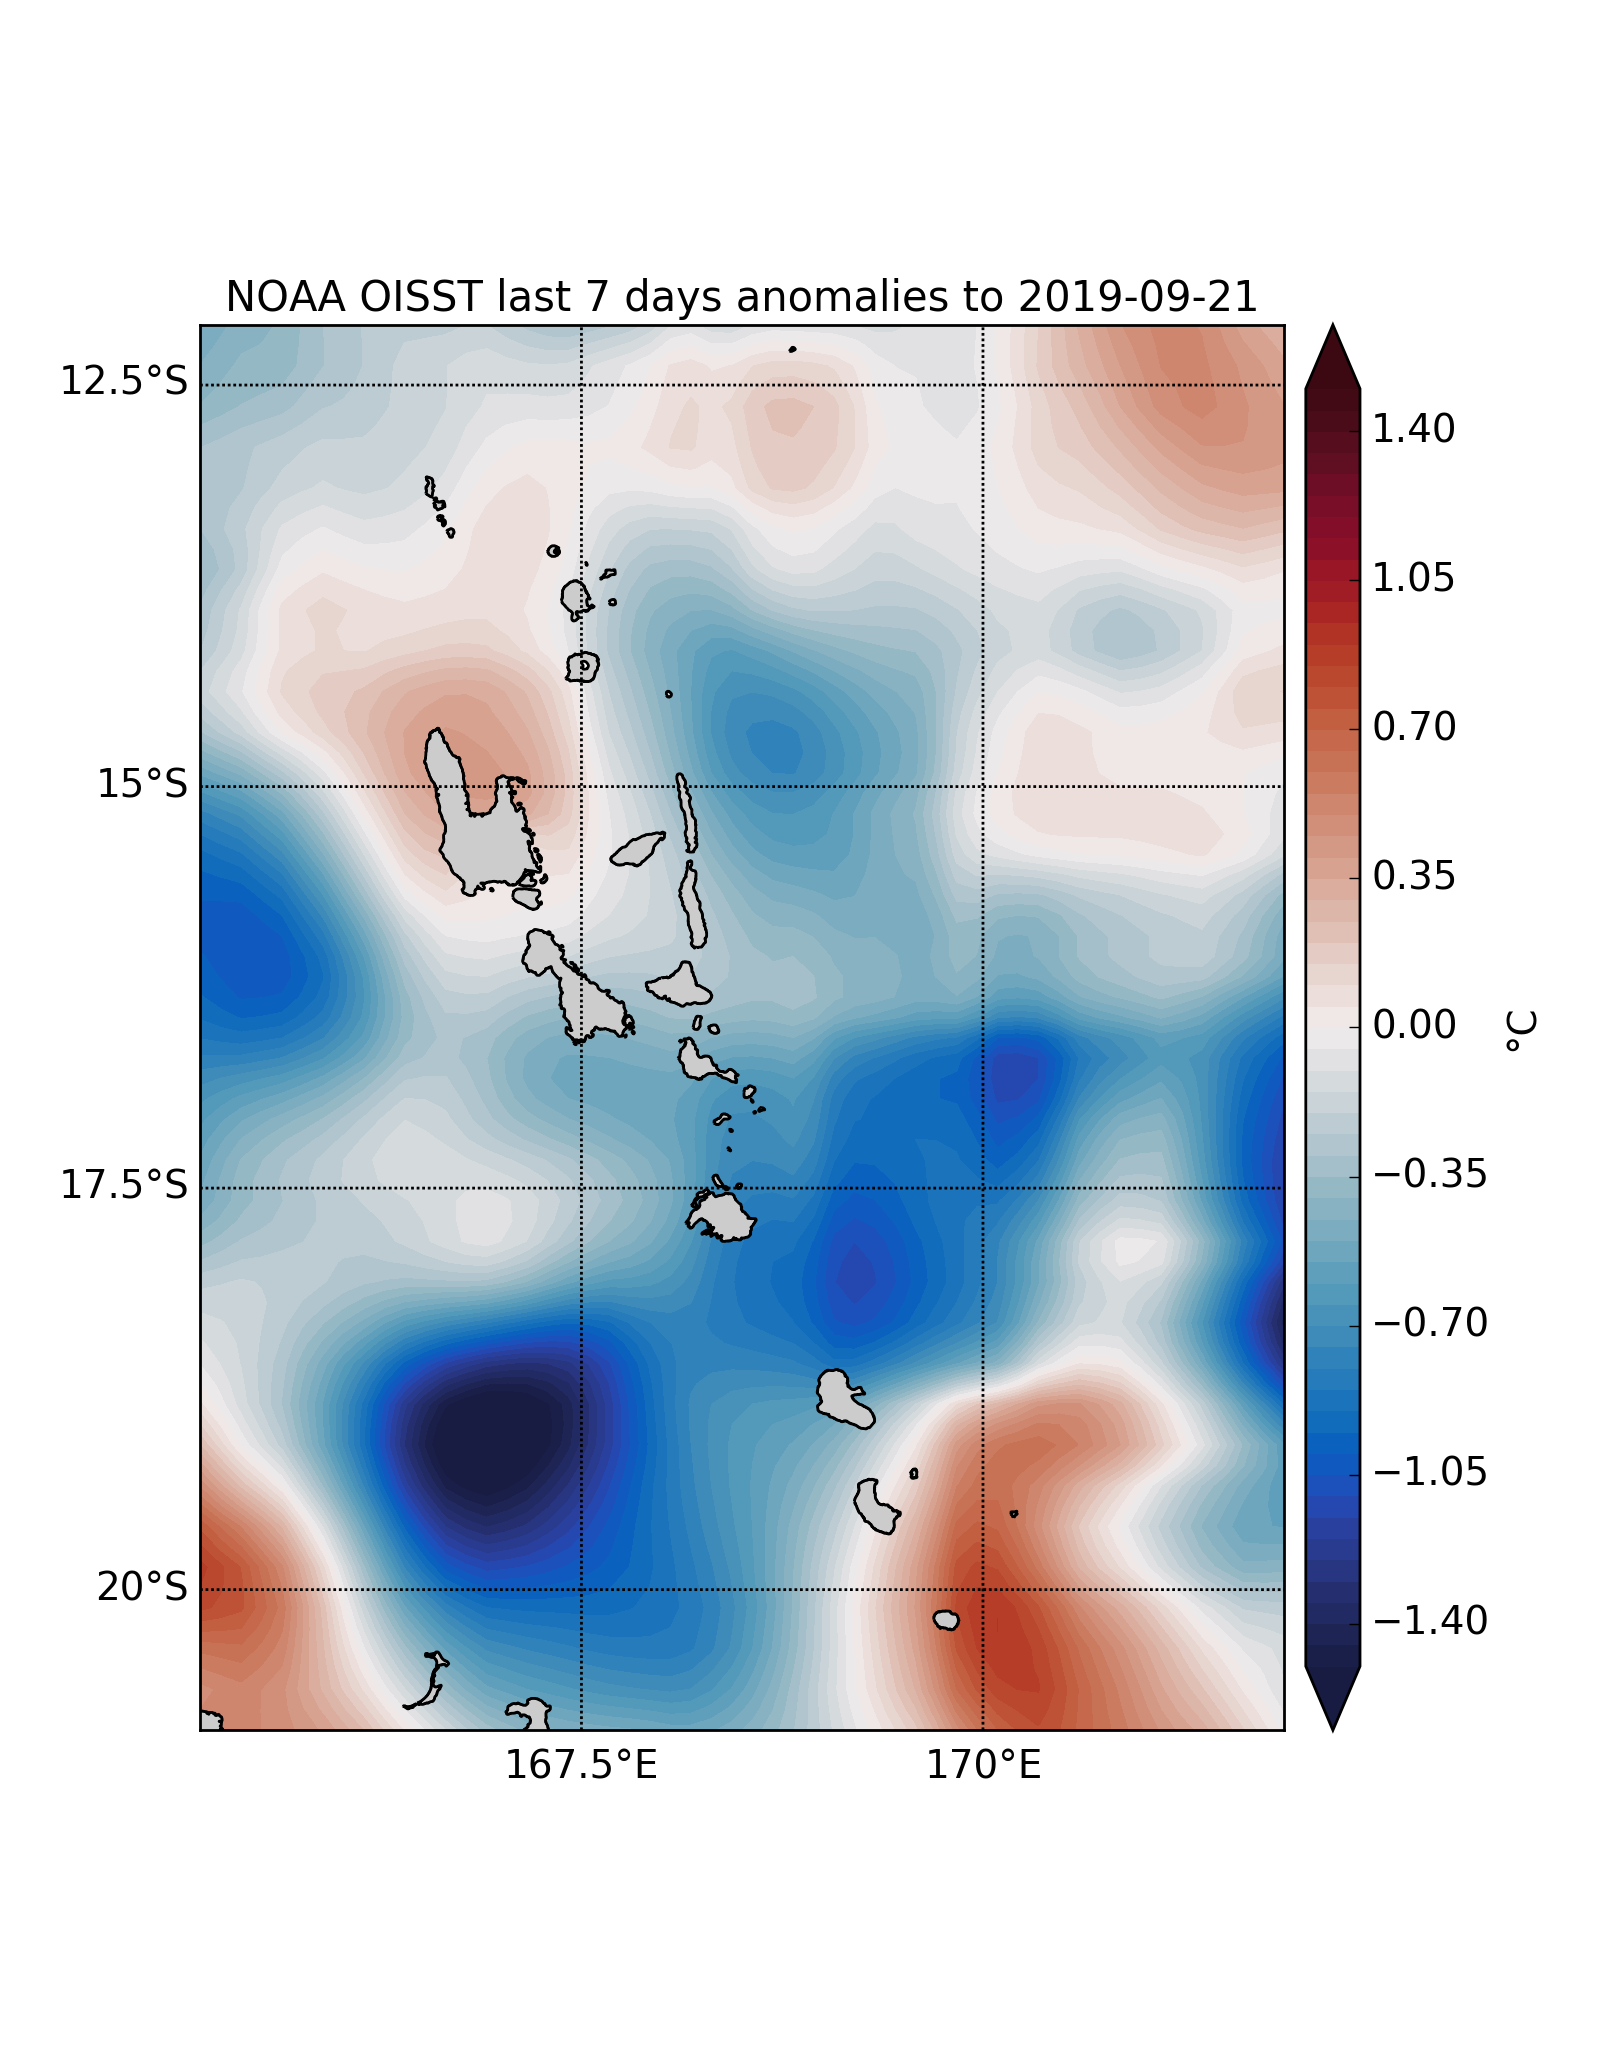 NOAA OISST last 7 days anomalies to 2019-09-21
12.5°S
15°S
17.5°S
20°S
167.5°E
170°E
1.40
1.05
0.70
0.35
0.00
−0.35
−0.70
−1.05
−1.40
°C